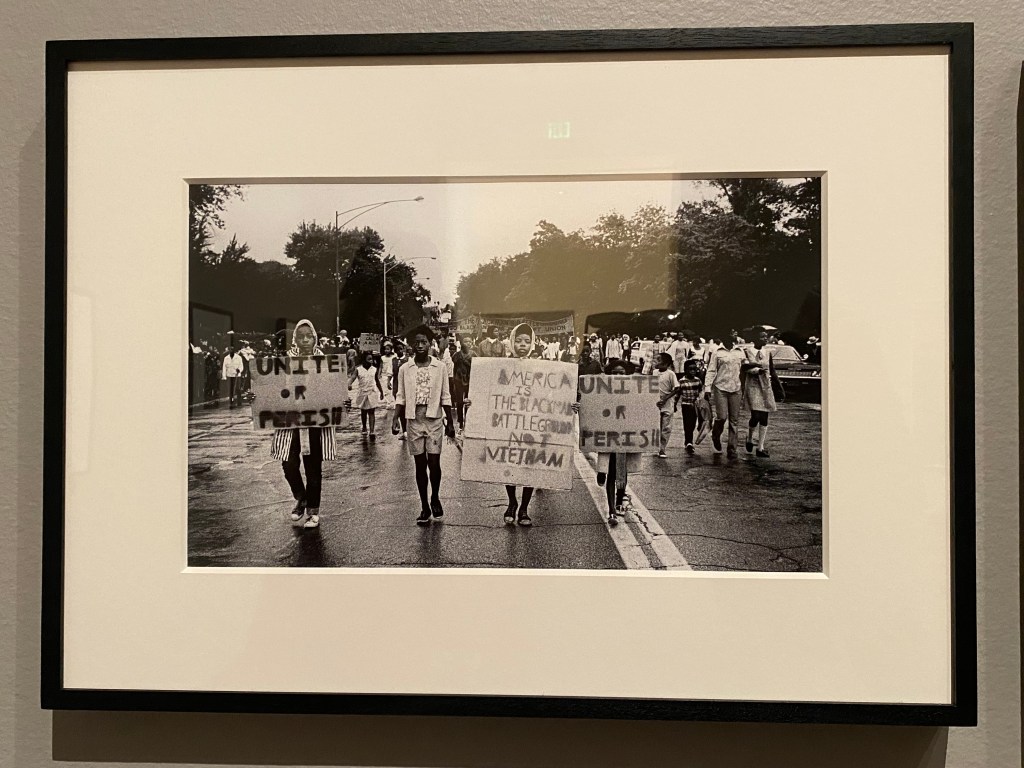 UNITE
OR
PERISH
AMERICA
IS
THE BLACKMAN
BATTLEGROUND
NOT
VIETNAM
UNITE
OR
PERISH